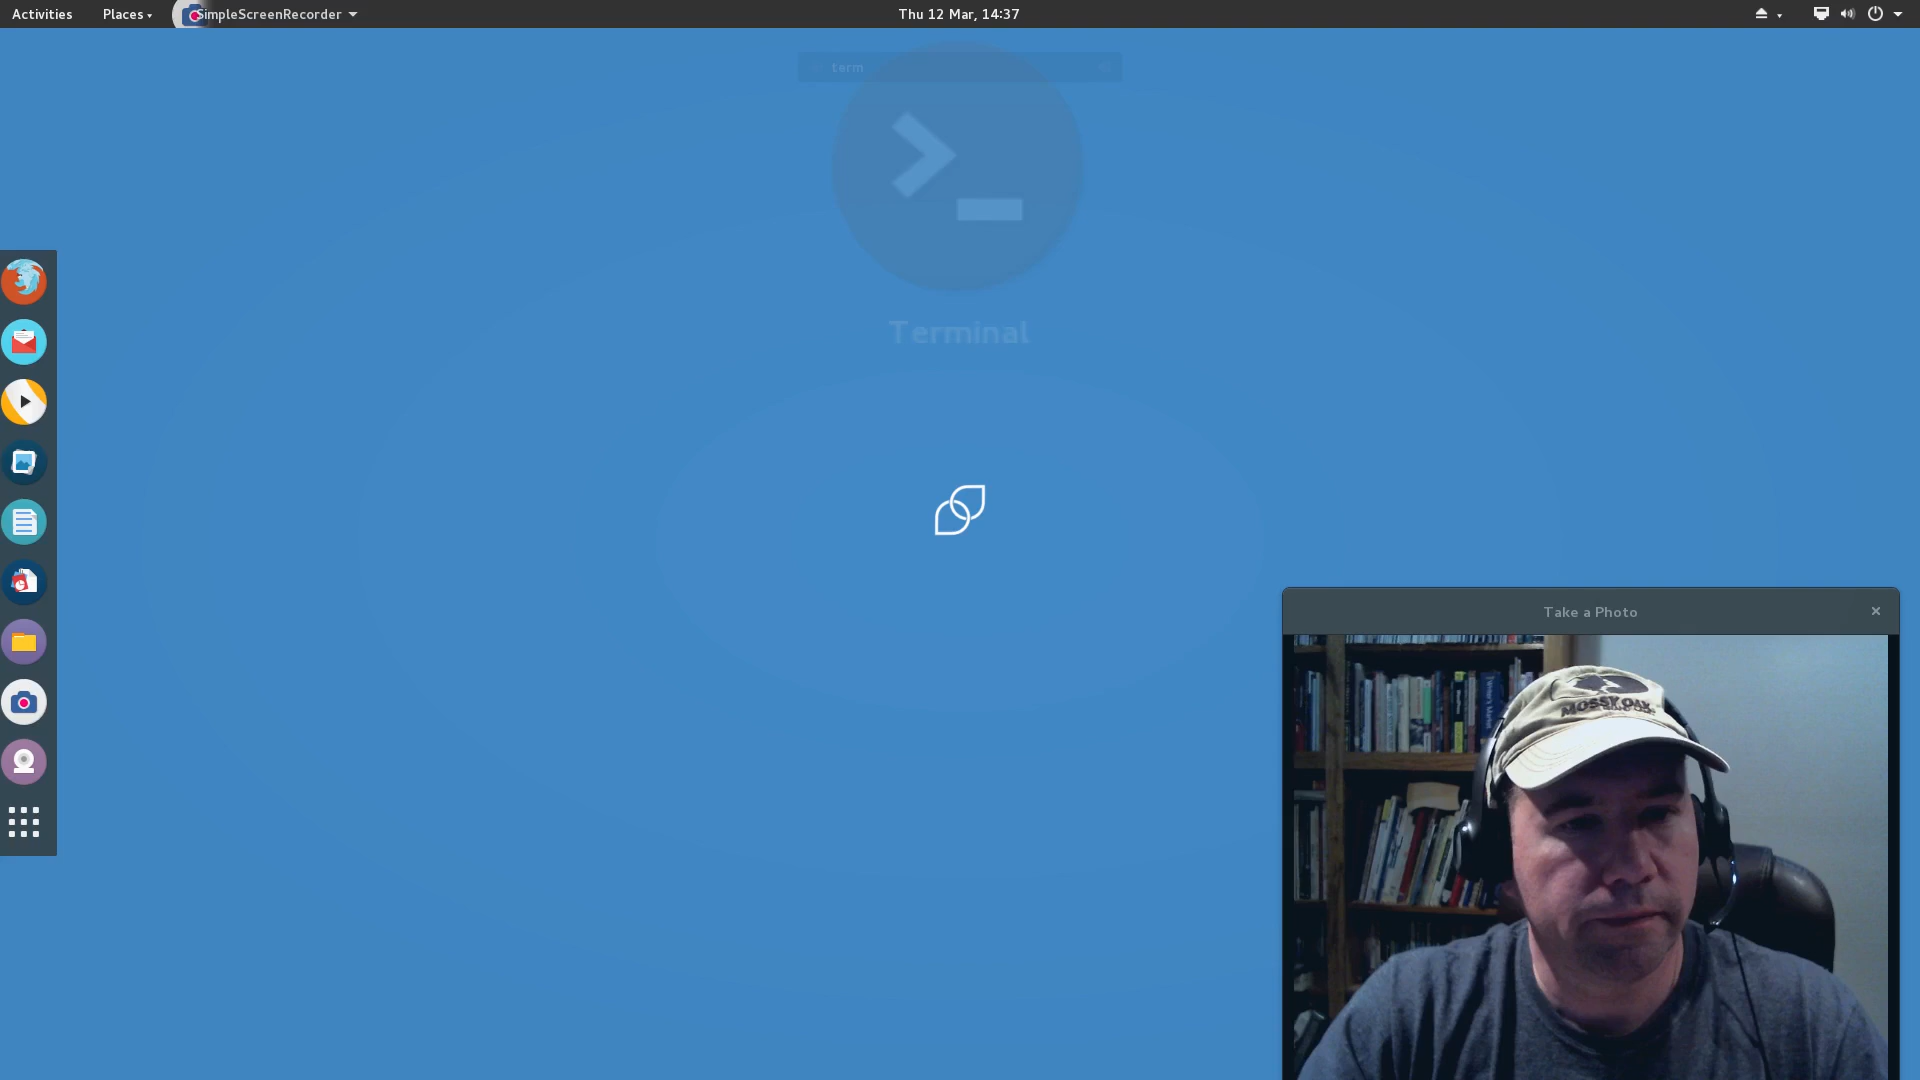 Activities
Places
SimpleScreenRecorder
Thu 12 Mar, 14:37
term
Terminal
Take a Photo
MOSSY OAK